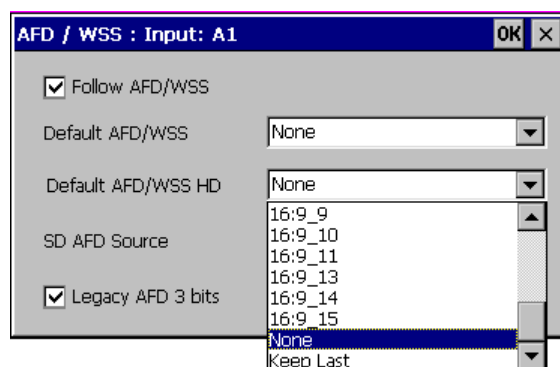 AFD / WSS : Input: A1 OK ×
Follow AFD/WSS
Default AFD/WSS None
Default AFD/WSS HD None
16:9_9
16:9_10
SD AFD Source 16:9_11
16:9_13
Legacy AFD 3 bits 16:9_14
16:9_15
None
Keep Last